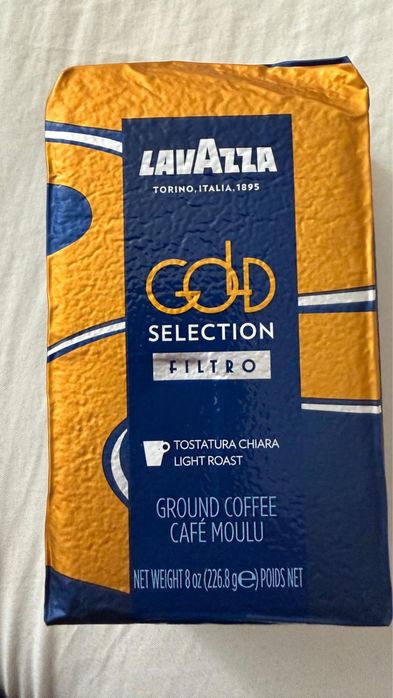 LAVAZZA
TORINO, ITALIA, 1895
GOLD
SELECTION
FILTRO
TOSTATURA CHIARA
LIGHT ROAST
GROUND COFFEE
CAFÉ MOULU
NET WEIGHT 8 oz (226.8 g℮) POIDS NET